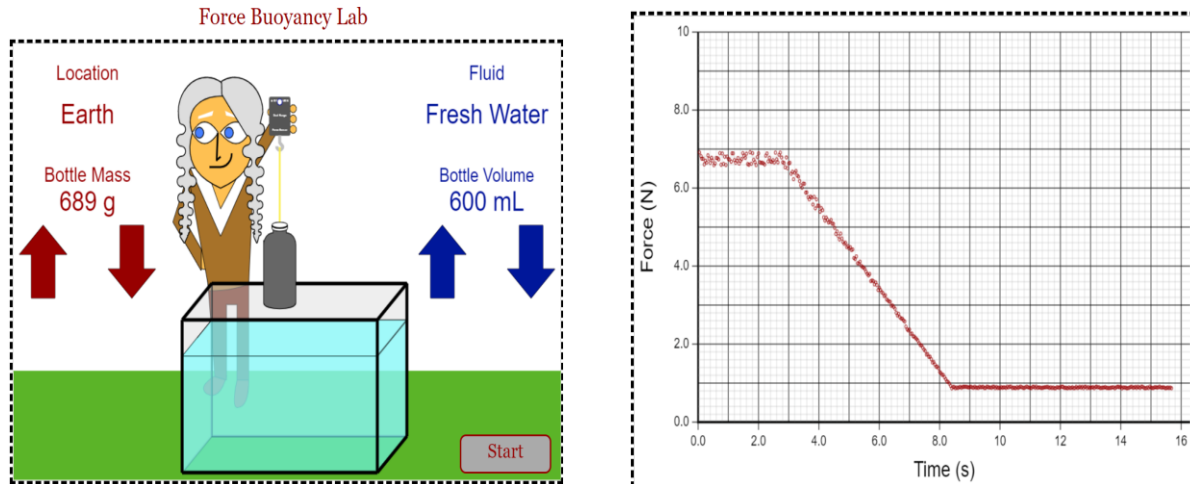 Force Buoyancy Lab
Location
Earth
Bottle Mass
689 g
Fluid
Fresh Water
Bottle Volume
600 mL
Start
Force (N)
10
8.0
6.0
4.0
2.0
0.0
0.0 2.0 4.0 6.0 8.0 10 12 14 16
Time (s)